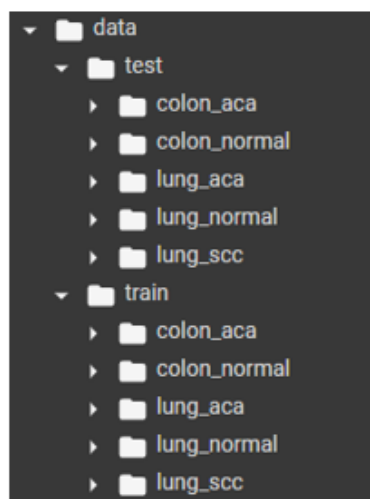 data
test
colon_aca
colon_normal
lung_aca
lung_normal
lung_scc
train
colon_aca
colon_normal
lung_aca
lung_normal
lung_scc